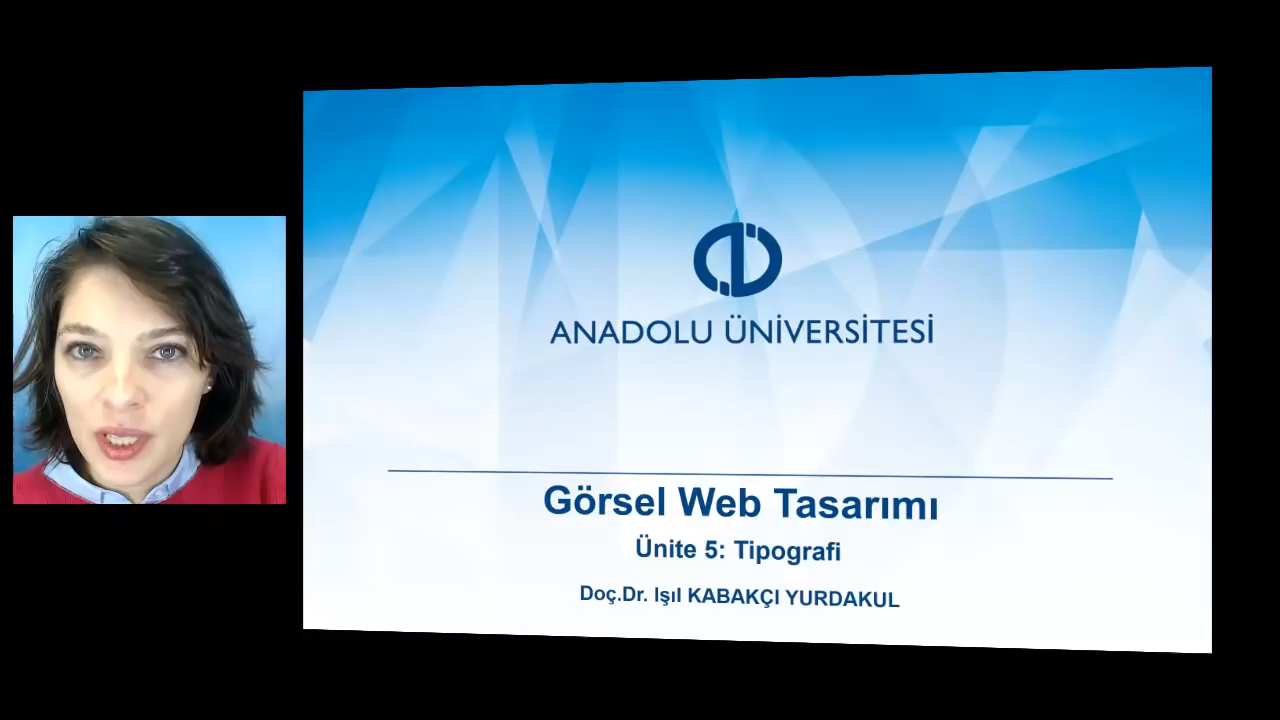 ANADOLU ÜNİVERSİTESİ
Görsel Web Tasarımı
Ünite 5: Tipografi
Doç.Dr. Işıl KABAKÇI YURDAKUL